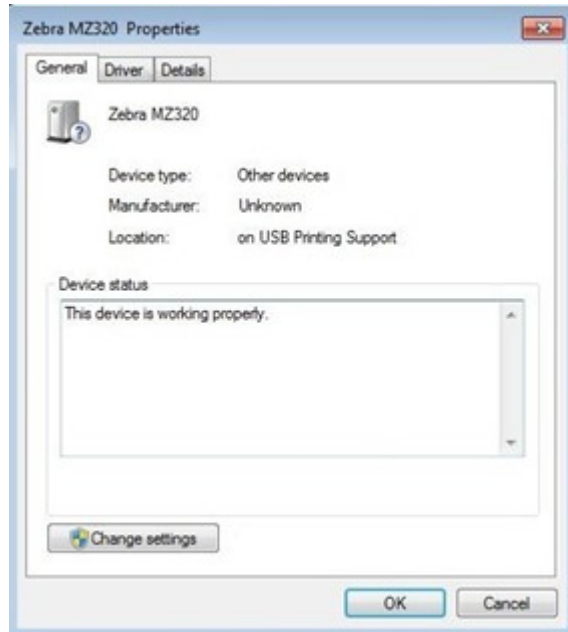 Zebra MZ320 Properties
General Driver Details
Zebra MZ320
Device type: Other devices
Manufacturer: Unknown
Location: on USB Printing Support
Device status
This device is working properly.
Change settings
OK Cancel